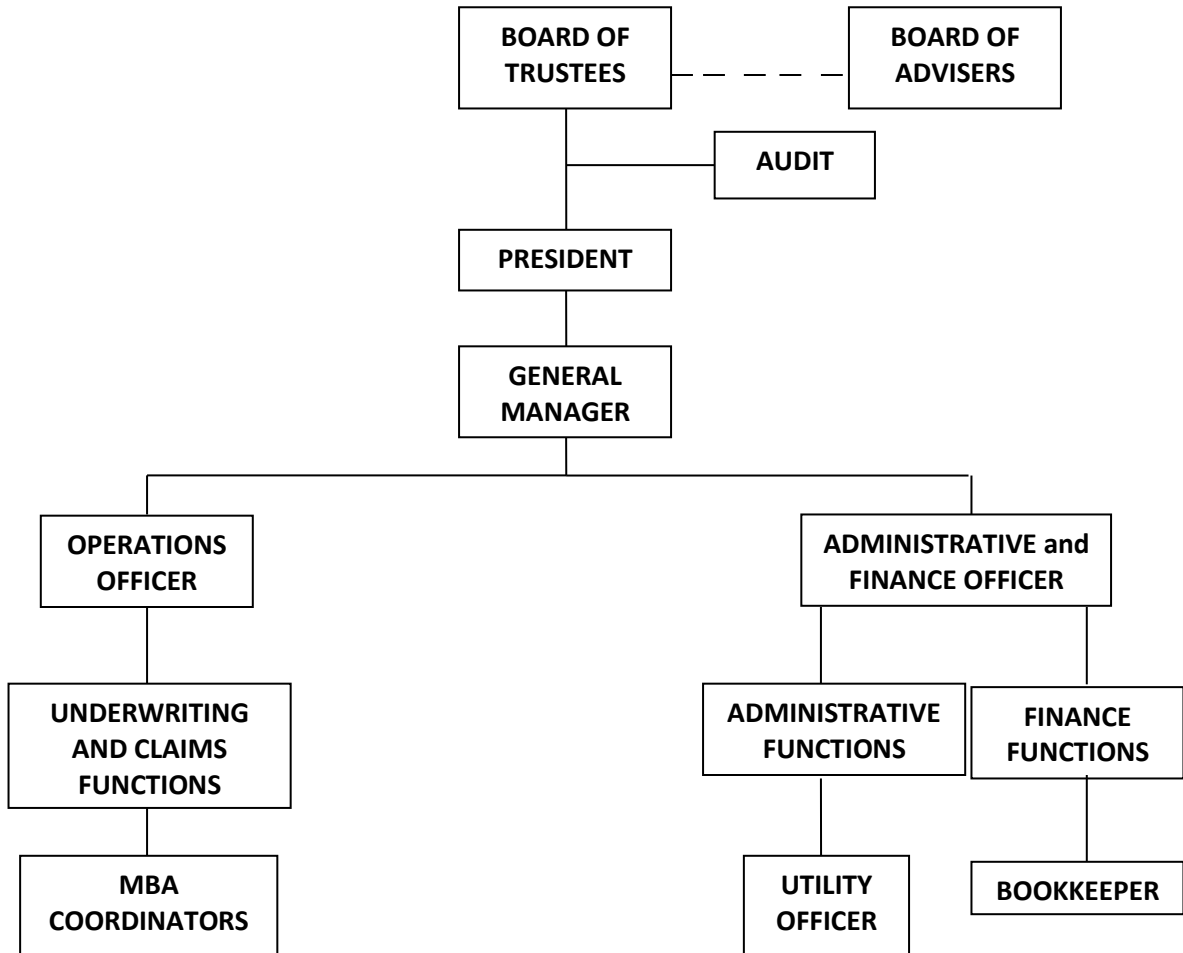 BOARD OF
TRUSTEES
BOARD OF
ADVISERS
AUDIT
PRESIDENT
GENERAL
MANAGER
OPERATIONS
OFFICER
ADMINISTRATIVE and
FINANCE OFFICER
UNDERWRITING
AND CLAIMS
FUNCTIONS
ADMINISTRATIVE
FUNCTIONS
FINANCE
FUNCTIONS
MBA
COORDINATORS
UTILITY
OFFICER
BOOKKEEPER